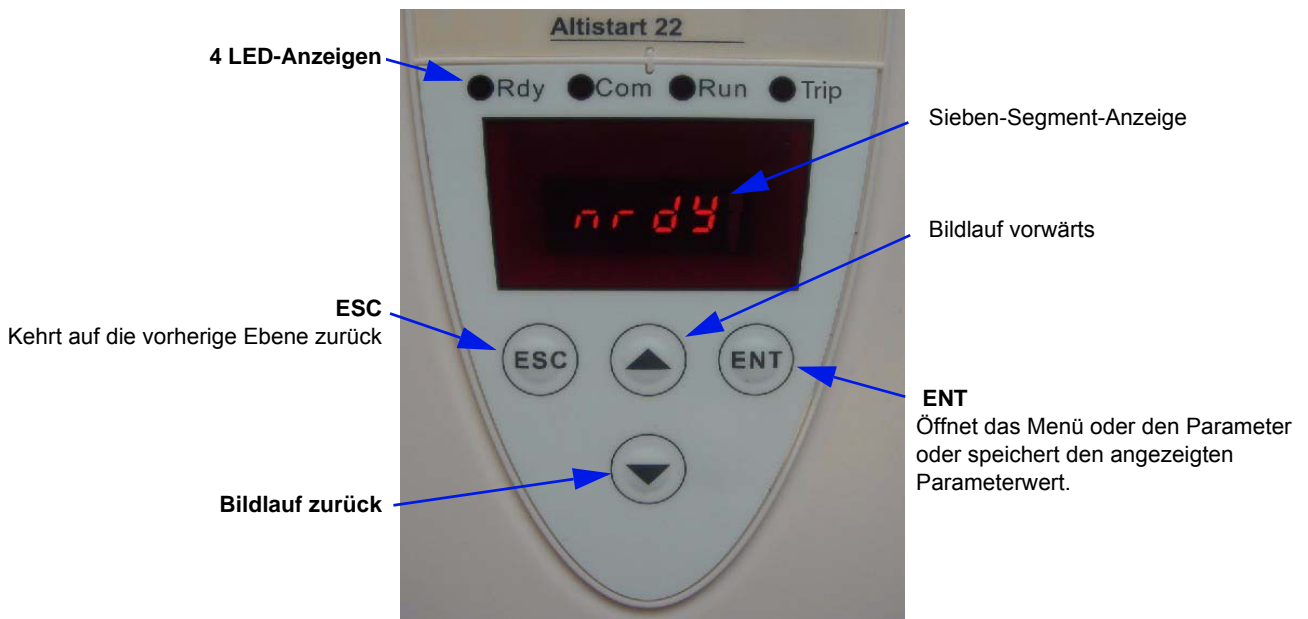 Altistart 22
4 LED-Anzeigen
Rdy Com Run Trip
Sieben-Segment-Anzeige
nrdY
Bildlauf vorwärts
ESC
Kehrt auf die vorherige Ebene zurück
ESC
ENT
ENT
Öffnet das Menü oder den Parameter
oder speichert den angezeigten
Parameterwert.
Bildlauf zurück